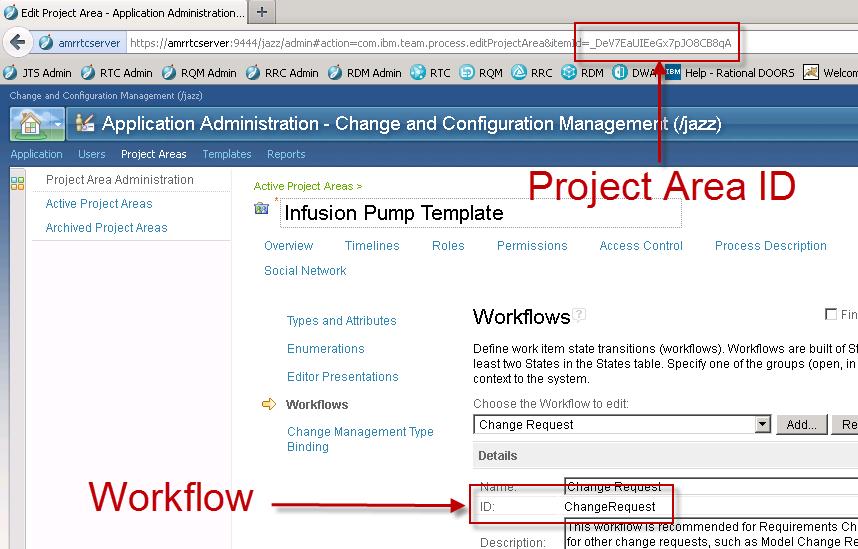 Edit Project Area - Application Administration...
amrrtcserver https://amrrtcserver:9444/jazz/admin#action=com.ibm.team.process.editProjectArea&itemId=_DeV7EaUIEeGx7pJO8CB8qA
JTS Admin RTC Admin RQM Admin RRC Admin RDM Admin RTC RQM RRC RDM DWA IBM Help - Rational DOORS Welcom
Change and Configuration Management (/jazz)
Application Administration - Change and Configuration Management (/jazz)
Application Users Project Areas Templates Reports
Project Area ID
Project Area Administration
Active Project Areas
Archived Project Areas
Active Project Areas >
* Infusion Pump Template
Overview Timelines Roles Permissions Access Control Process Description
Social Network
Types and Attributes
Enumerations
Editor Presentations
Workflows
Change Management Type
Binding
Workflows ? Fin
Define work item state transitions (workflows). Workflows are built of St
least two States in the States table. Specify one of the groups (open, in
context to the system.
Choose the Workflow to edit:
Change Request Add... Re
Details
Workflow
Name: Change Request
ID: ChangeRequest
Description: This workflow is recommended for Requirements Ch
for other change requests, such as Model Change Re